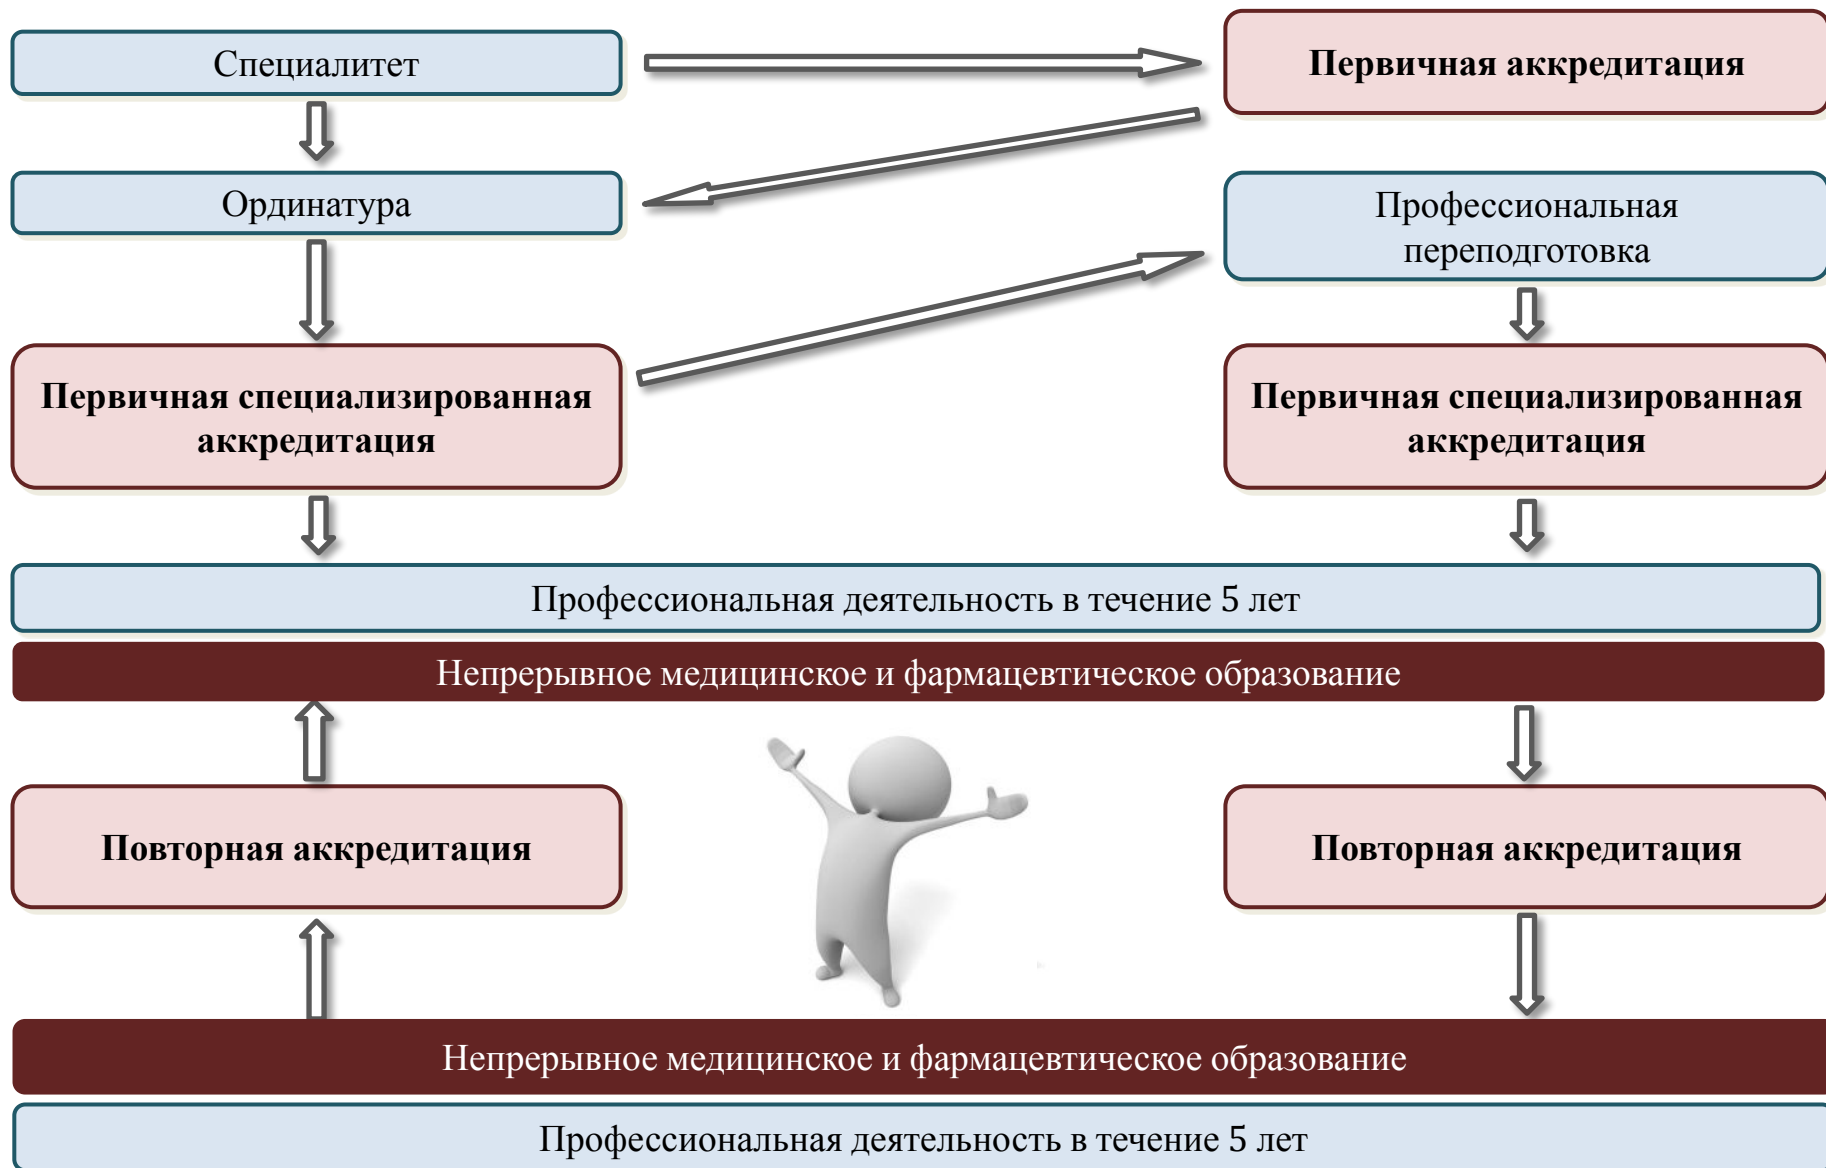 Специалитет
Первичная аккредитация
Ординатура
Профессиональная
переподготовка
Первичная специализированная
аккредитация
Первичная специализированная
аккредитация
Профессиональная деятельность в течение 5 лет
Непрерывное медицинское и фармацевтическое образование
Повторная аккредитация
Повторная аккредитация
Непрерывное медицинское и фармацевтическое образование
Профессиональная деятельность в течение 5 лет